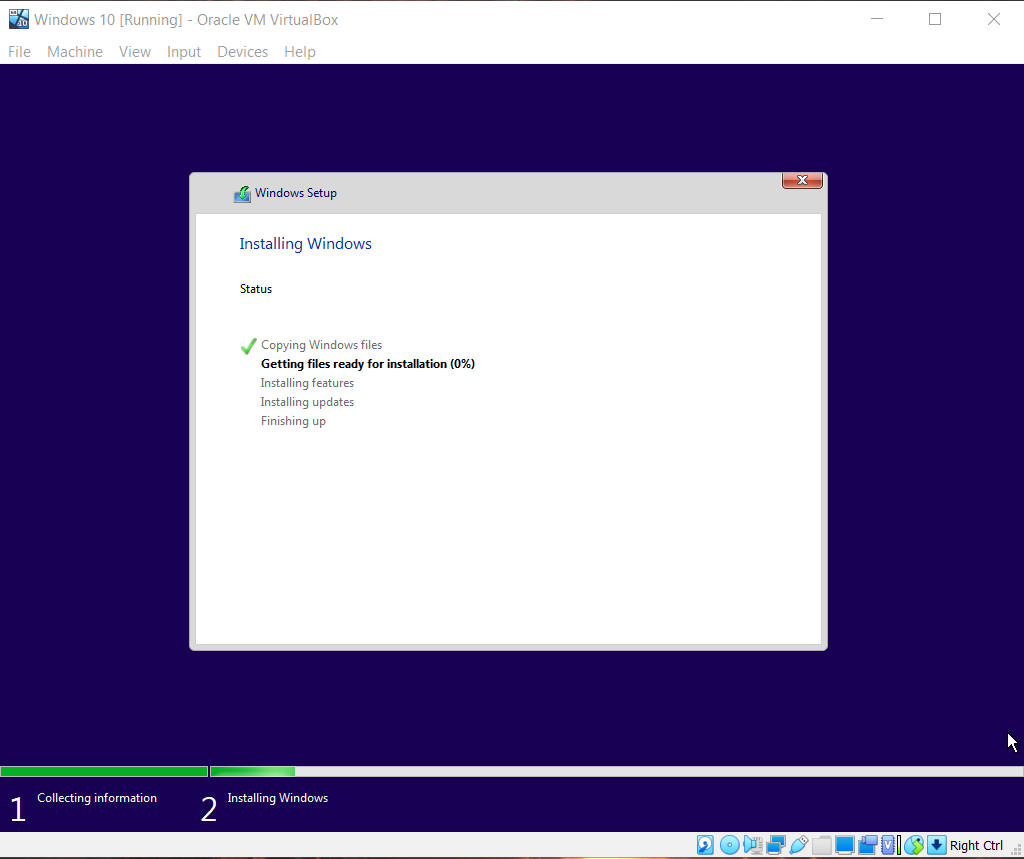 Windows 10 [Running] - Oracle VM VirtualBox
File Machine View Input Devices Help
Windows Setup
Installing Windows
Status
Copying Windows files
Getting files ready for installation (0%)
Installing features
Installing updates
Finishing up
1 Collecting information 2 Installing Windows
Right Ctrl